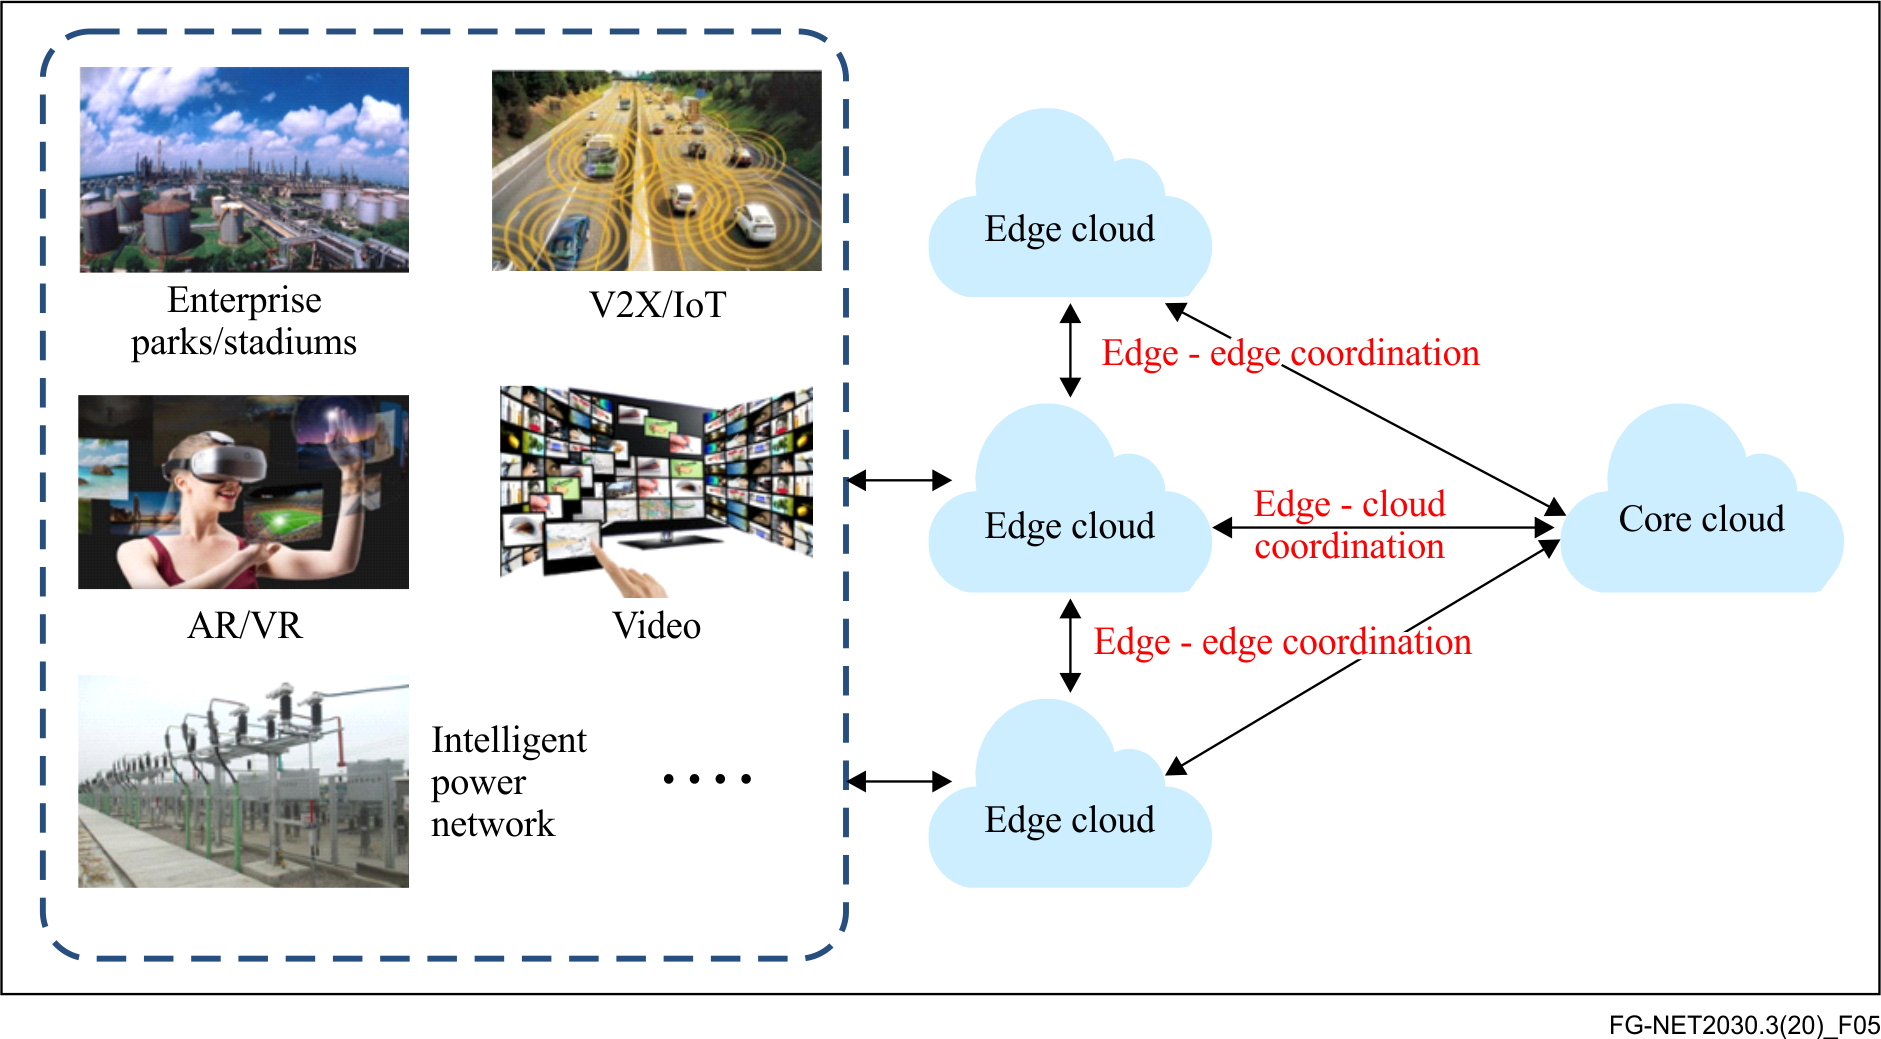 Enterprise
parks/stadiums
V2X/IoT
AR/VR
Video
Intelligent
power
network
....
Edge cloud
Edge - edge coordination
Edge cloud
Edge - cloud
coordination
Core cloud
Edge - edge coordination
Edge cloud
FG-NET2030.3(20)_F05